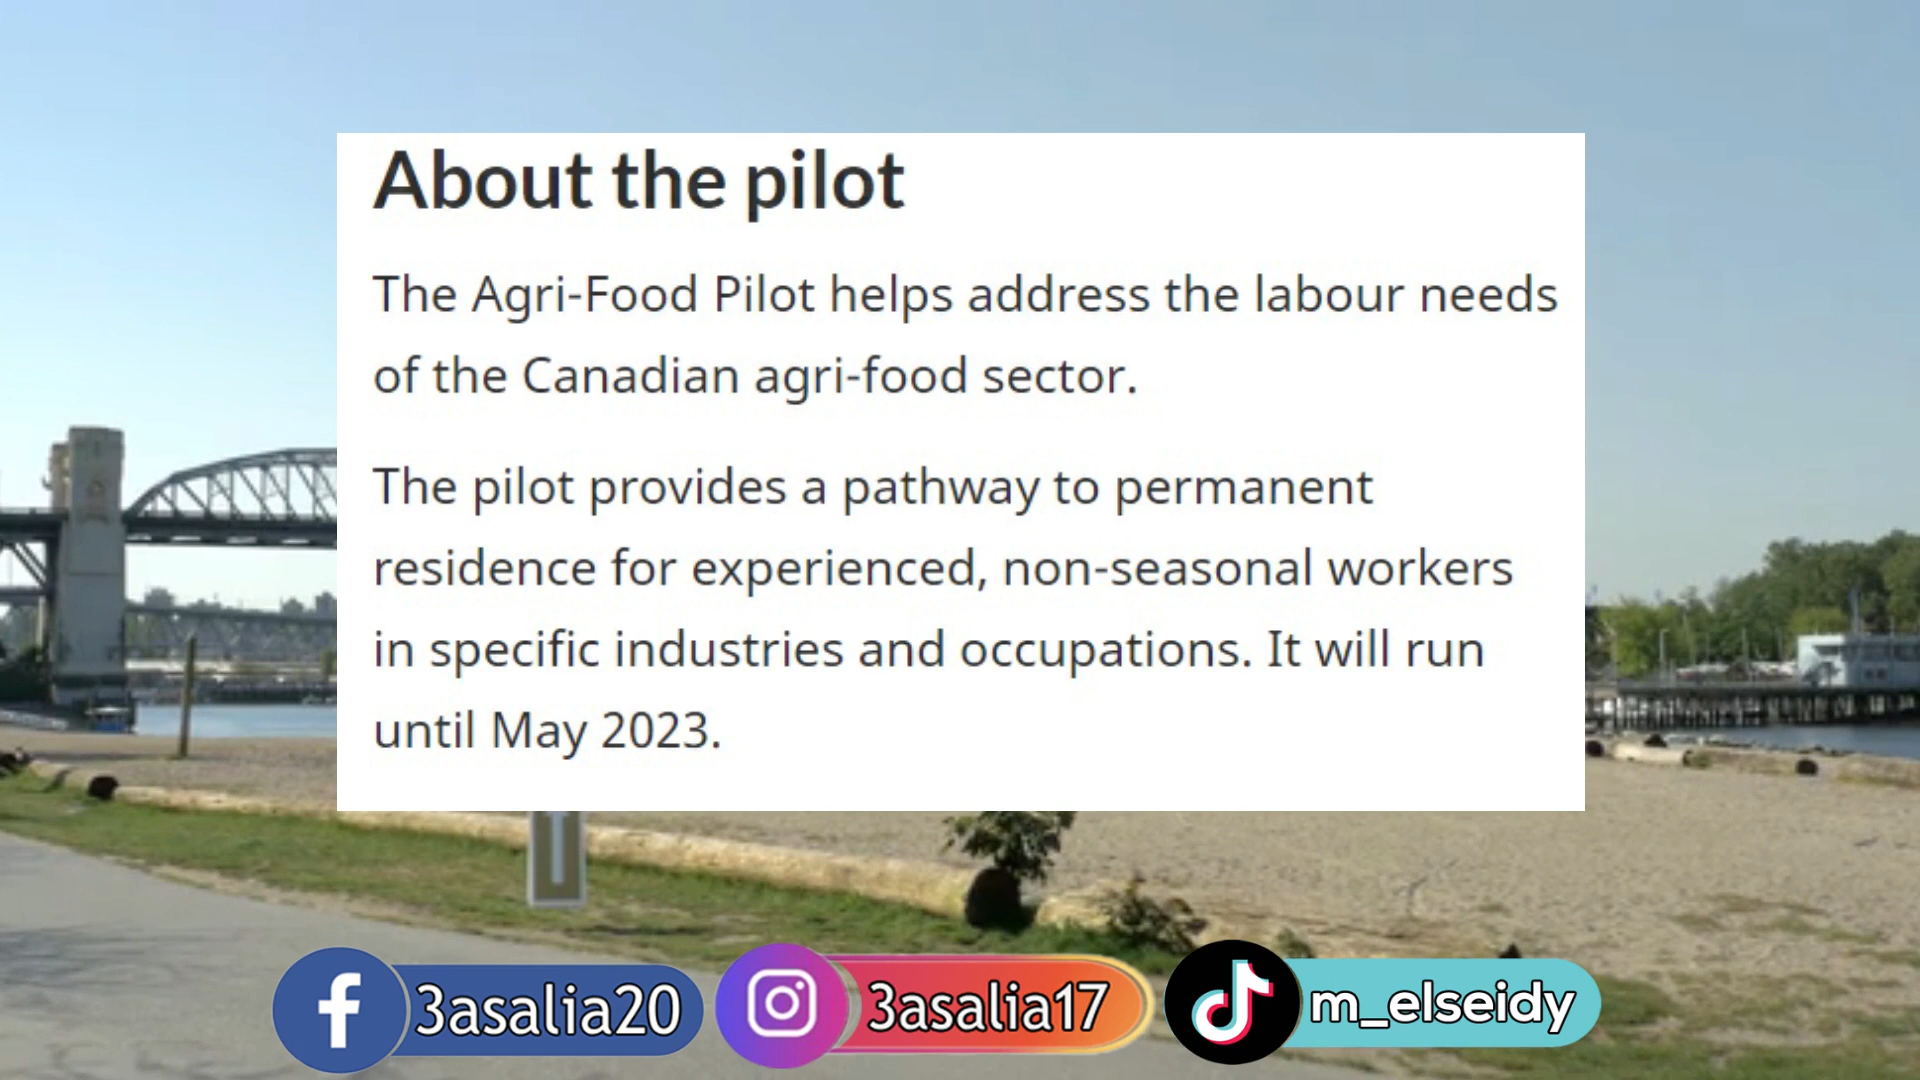 About the pilot
The Agri-Food Pilot helps address the labour needs
of the Canadian agri-food sector.
The pilot provides a pathway to permanent
residence for experienced, non-seasonal workers
in specific industries and occupations. It will run
until May 2023.
3asalia20
3asalia17
m_elseidy